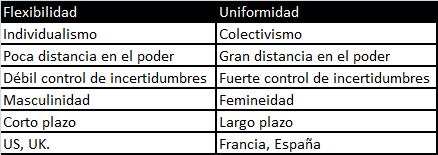 Flexibilidad Uniformidad
Individualismo Colectivismo
Poca distancia en el poder Gran distancia en el poder
Débil control de incertidumbres Fuerte control de incertidumbres
Masculinidad Femineidad
Corto plazo Largo plazo
US, UK. Francia, España